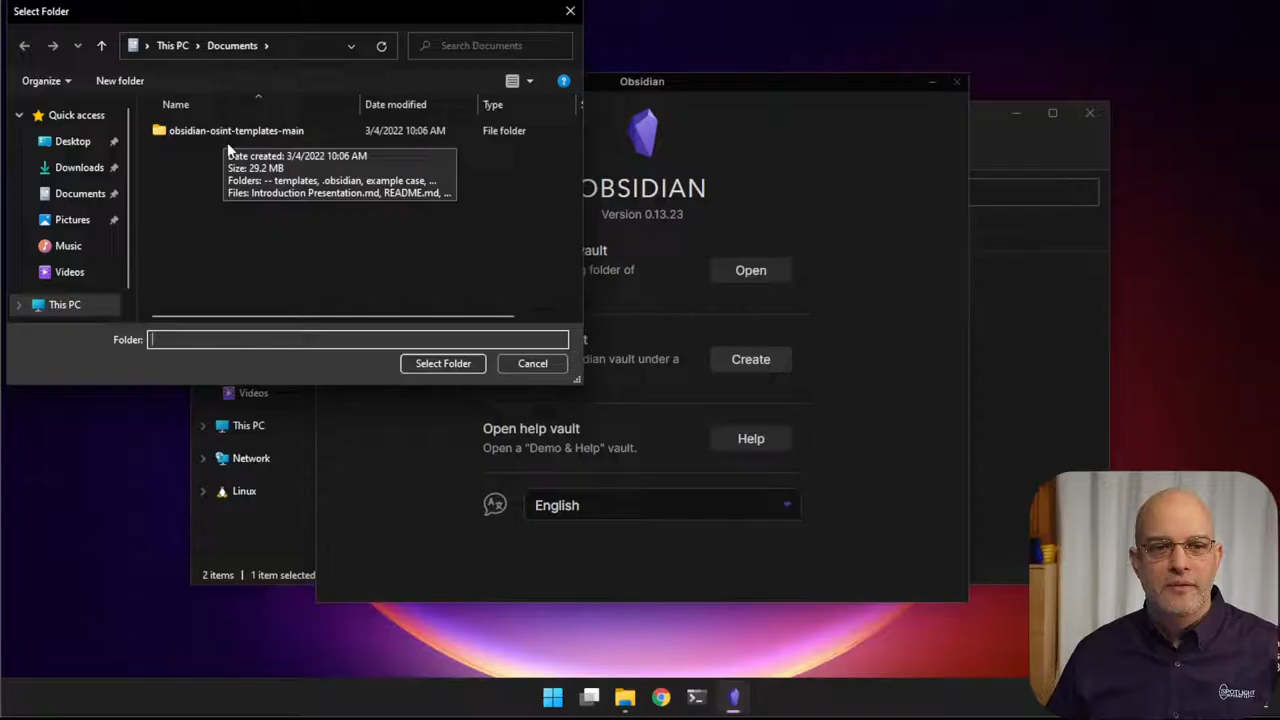 Select Folder
This PC > Documents >
Search Documents
Organize
New folder
Name
Date modified
Type
Quick access
obsidian-osint-templates-main
3/4/2022 10:06 AM
File folder
Desktop
Date created: 3/4/2022 10:06 AM
Size: 29.2 MB
Folders: -- templates, .obsidian, example case, ...
Files: Introduction Presentation.md, README.md, ...
Downloads
Documents
Pictures
Music
Videos
This PC
Folder:
Select Folder
Cancel
Obsidian
OBSIDIAN
Version 0.13.23
vault
folder of
Open
dian vault under a
Create
Open help vault
Open a "Demo & Help" vault.
Help
English
Videos
This PC
Network
Linux
2 items
1 item selected
SPOTLIGHT